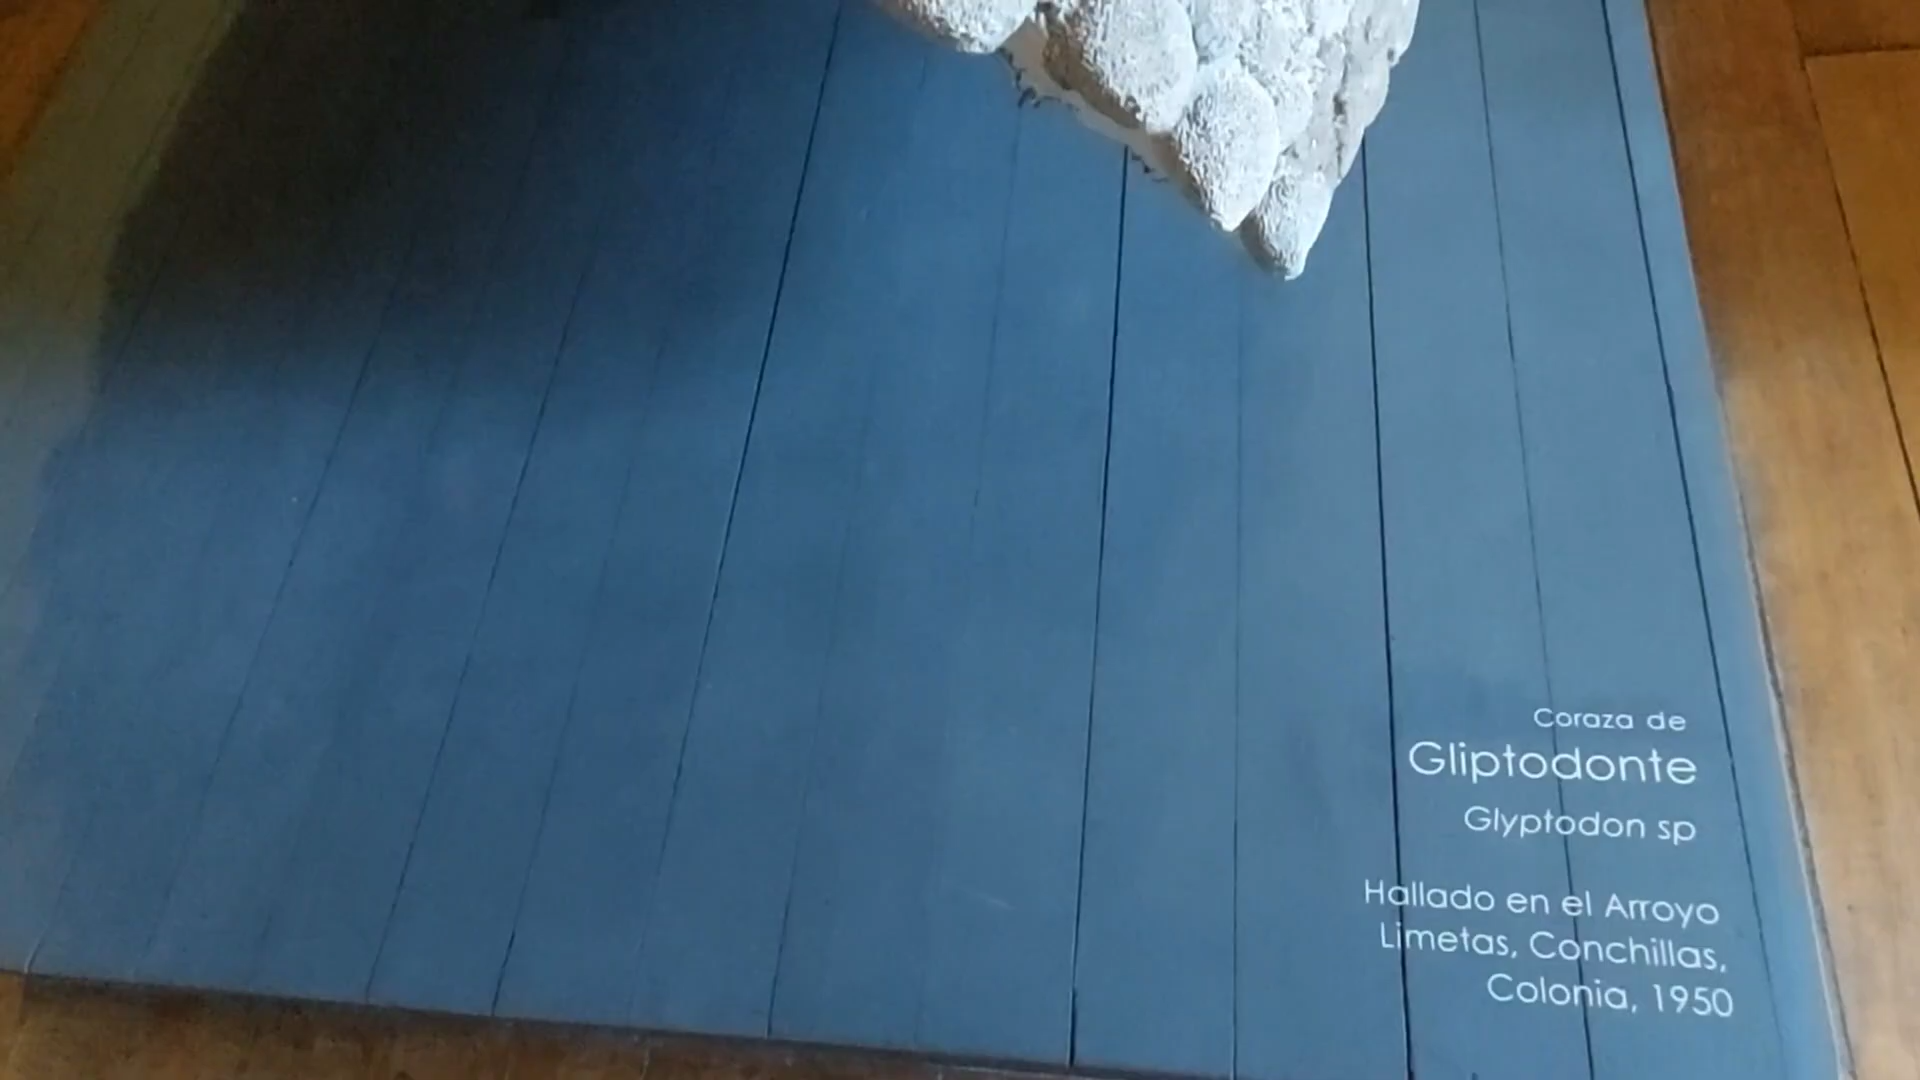 Coraza de
Gliptodonte
Glyptodon sp
Hallado en el Arroyo
Limetas, Conchillas,
Colonia, 1950